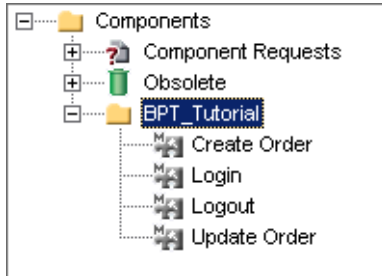 Components
Component Requests
Obsolete
BPT_Tutorial
Create Order
Login
Logout
Update Order